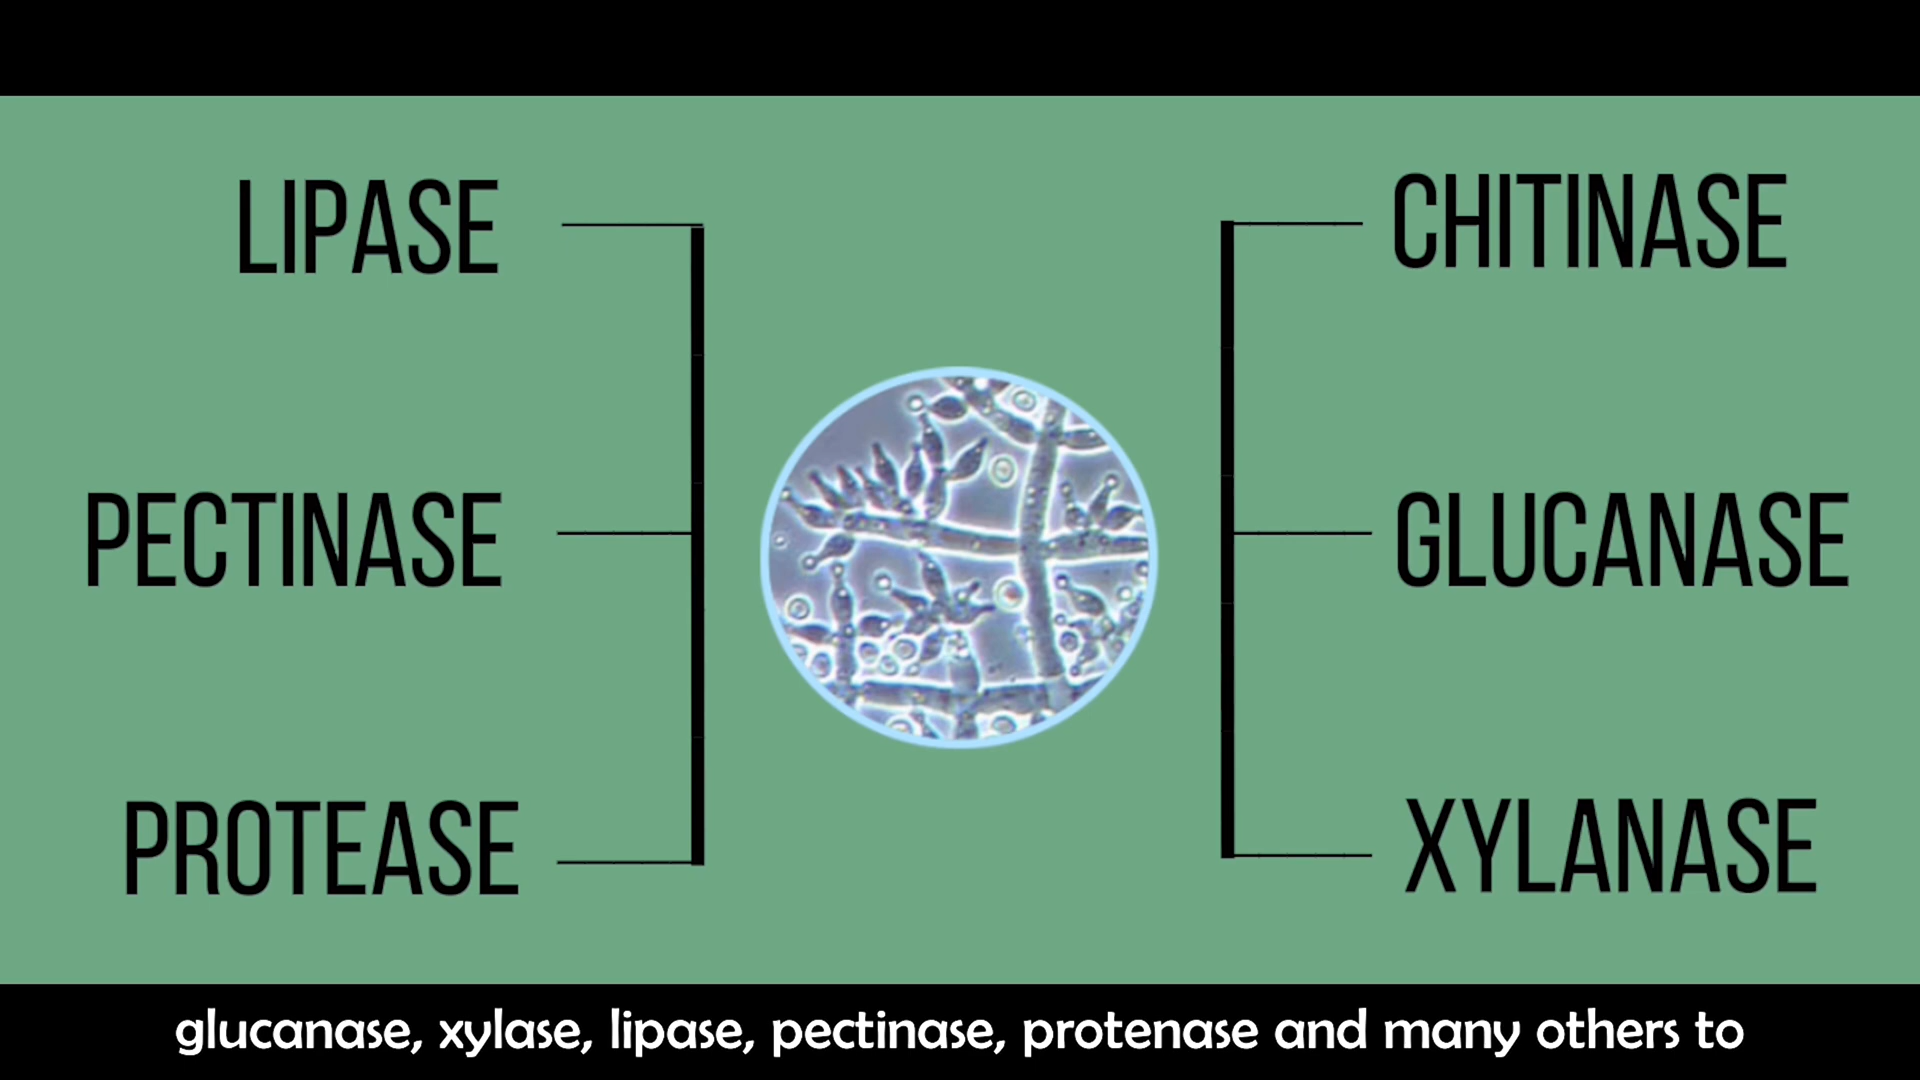 LIPASE
PECTINASE
PROTEASE
CHITINASE
GLUCANASE
XYLANASE
glucanase, xylase, lipase, pectinase, protenase and many others to